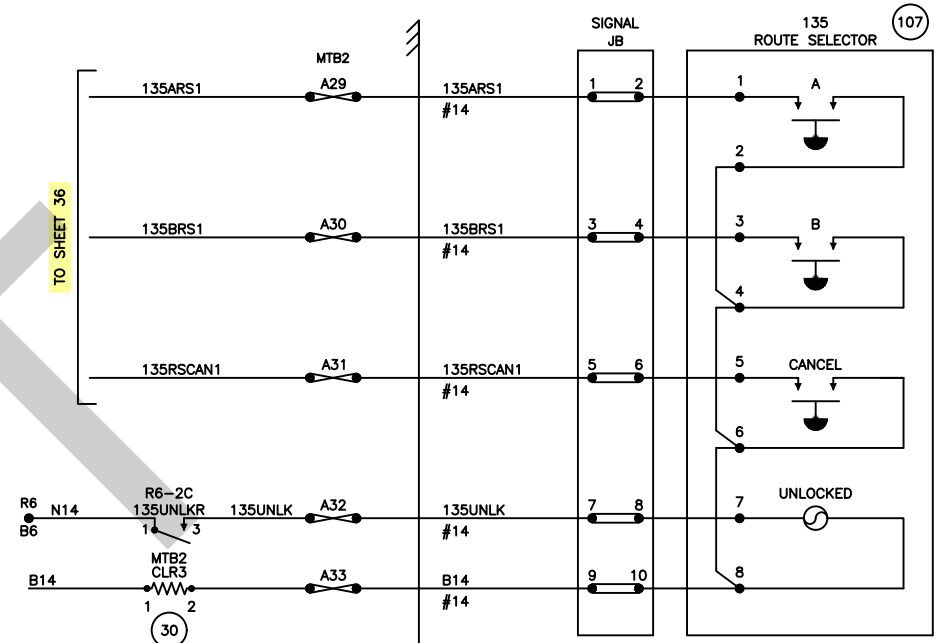 SIGNAL
JB
135
ROUTE SELECTOR
107
MTB2
135ARS1
A29
135ARS1
#14
1 2
1
A
2
TO SHEET 36
135BRS1
A30
135BRS1
#14
3 4
3
B
4
135RSCAN1
A31
135RSCAN1
#14
5 6
5
CANCEL
6
R6
B6
N14
R6-2C
135UNLKR
1 3
135UNLK
A32
135UNLK
#14
7 8
7
UNLOCKED
B14
MTB2
CLR3
1 2
30
A33
B14
#14
9 10
8